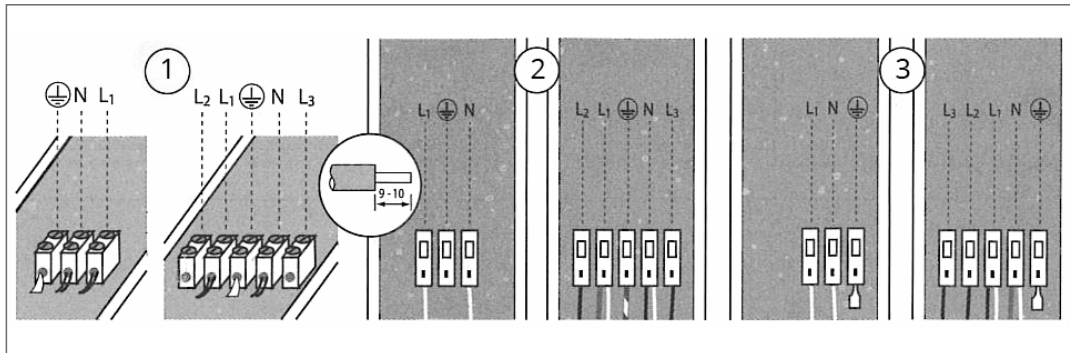 1
⏚ N L1
L2 L1 ⏚ N L3
9 - 10
2
L1 ⏚ N
L2 L1 ⏚ N L3
3
L1 N ⏚
L3 L2 L1 N ⏚